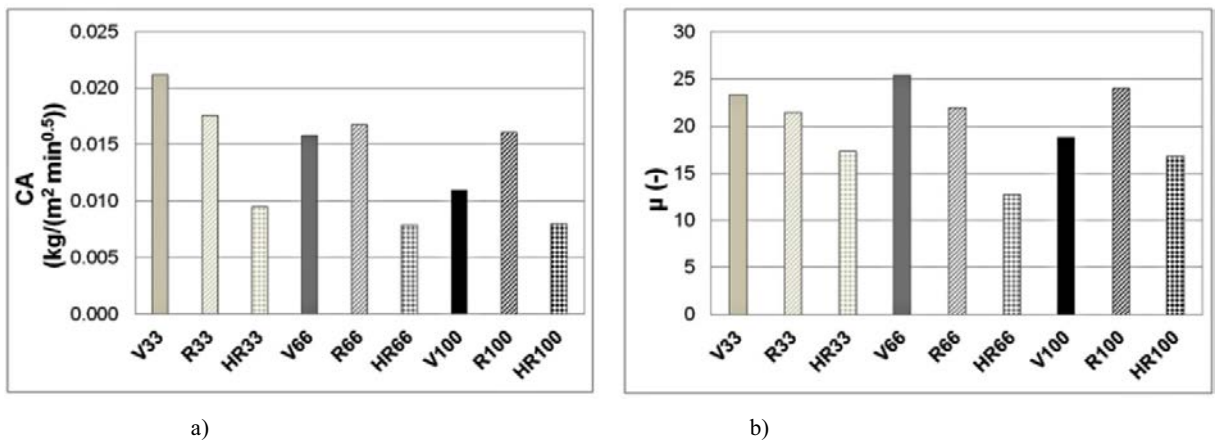 0.025
0.020
0.015
0.010
0.005
0.000
CA
(kg/(m² min⁰·⁵))
V33
R33
HR33
V66
R66
HR66
V100
R100
HR100
a)
30
25
20
15
10
5
0
μ (-)
V33
R33
HR33
V66
R66
HR66
V100
R100
HR100
b)